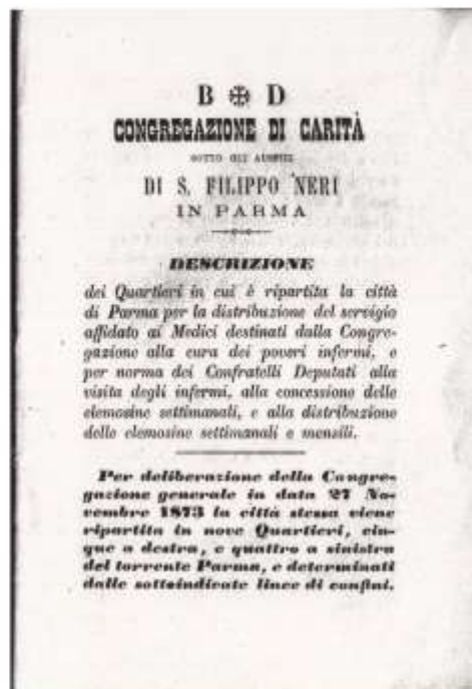 B ✠ D
CONGREGAZIONE DI CARITÀ
SOTTO GLI AUSPIZI
DI S. FILIPPO NERI
IN PARMA
DESCRIZIONE
dei Quartieri in cui è ripartita la città
di Parma per la distribuzione del servigio
affidato ai Medici destinati dalla Congre-
gazione alla cura dei poveri infermi, e
per norma dei Confratelli Deputati alla
visita degli infermi, alla concessione delle
elemosine settimanali, e alla distribuzione
delle elemosine settimanali e mensili.
Per deliberazione della Congre-
gazione generale in data 27 No-
vembre 1873 la città stessa viene
ripartita in nove Quartieri, cin-
que a destra, e quattro a sinistra
del torrente Parma, e determinati
dalle sottoindicate linee di confini.